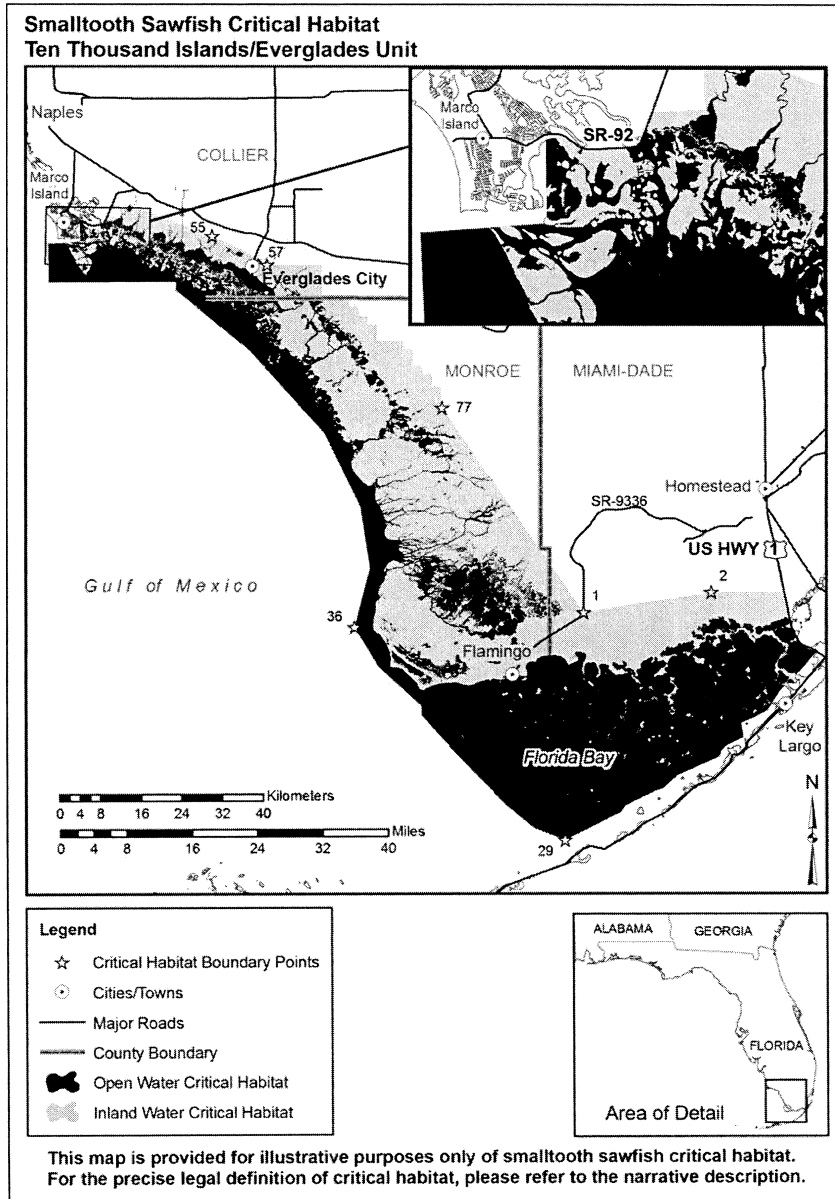 Smalltooth Sawfish Critical Habitat
Ten Thousand Islands/Everglades Unit
Naples
COLLIER
Marco
Island
Marco
Island
SR-92
55
57
Everglades City
MONROE
MIAMI-DADE
77
Homestead
SR-9336
US HWY 1
Gulf of Mexico
1
2
36
Flamingo
Key
Largo
Florida Bay
N
Kilometers
0 4 8 16 24 32 40
Miles
0 4 8 16 24 32 40
29
Legend
Critical Habitat Boundary Points
Cities/Towns
Major Roads
County Boundary
Open Water Critical Habitat
Inland Water Critical Habitat
ALABAMA
GEORGIA
FLORIDA
Area of Detail
This map is provided for illustrative purposes only of smalltooth sawfish critical habitat.
For the precise legal definition of critical habitat, please refer to the narrative description.